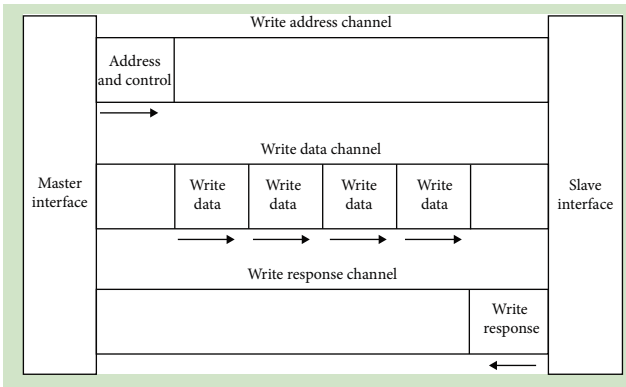 Write address channel
Address
and control
Write data channel
Master
interface
Write
data
Write
data
Write
data
Write
data
Slave
interface
Write response channel
Write
response